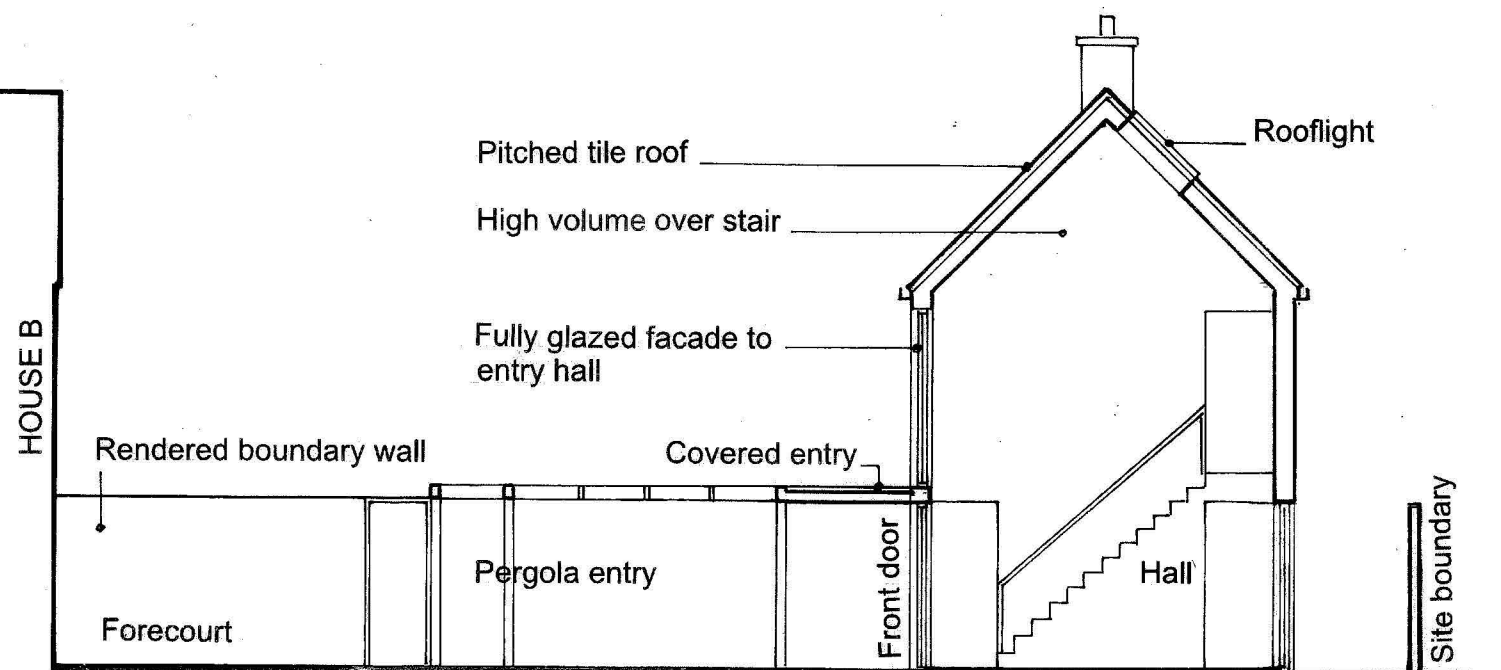 Rooflight
Pitched tile roof
High volume over stair
Fully glazed facade to
entry hall
HOUSE B
Rendered boundary wall
Covered entry
Pergola entry
Front door
Hall
Site boundary
Forecourt